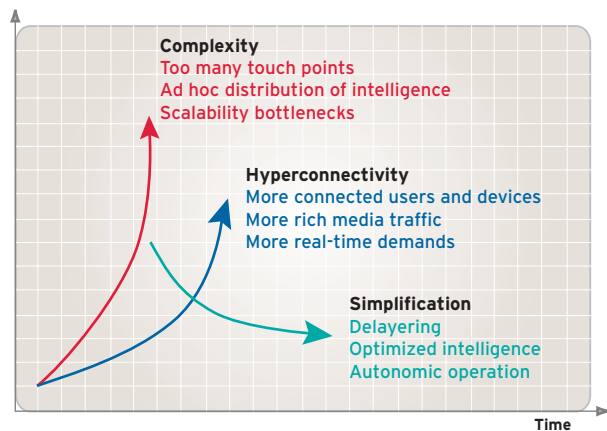 Complexity
Too many touch points
Ad hoc distribution of intelligence
Scalability bottlenecks
Hyperconnectivity
More connected users and devices
More rich media traffic
More real-time demands
Simplification
Delayering
Optimized intelligence
Autonomic operation
Time